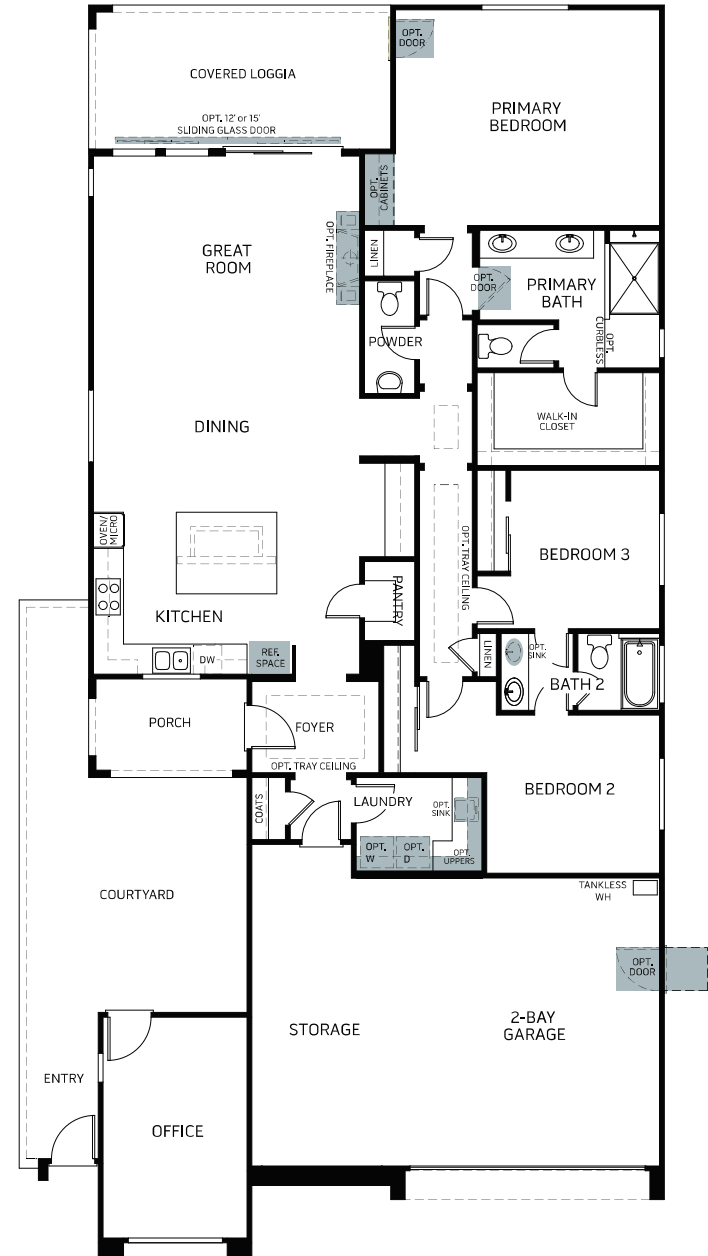 OPT.
DOOR
COVERED LOGGIA
PRIMARY
BEDROOM
OPT. 12' or 15'
SLIDING GLASS DOOR
OPT.
CABINETS
GREAT
ROOM
OPT. FIREPLACE
LINEN
OPT.
DOOR
PRIMARY
BATH
POWDER
OPT.
CURBLESS
DINING
WALK-IN
CLOSET
OVEN/
MICRO
OPT. TRAY CEILING
BEDROOM 3
PANTRY
KITCHEN
DW
REF.
SPACE
LINEN
OPT.
SINK
BATH 2
PORCH
FOYER
OPT. TRAY CEILING
BEDROOM 2
COATS
LAUNDRY
OPT.
SINK
OPT.
W
OPT.
D
OPT.
UPPERS
COURTYARD
TANKLESS
WH
OPT.
DOOR
STORAGE
2-BAY
GARAGE
ENTRY
OFFICE